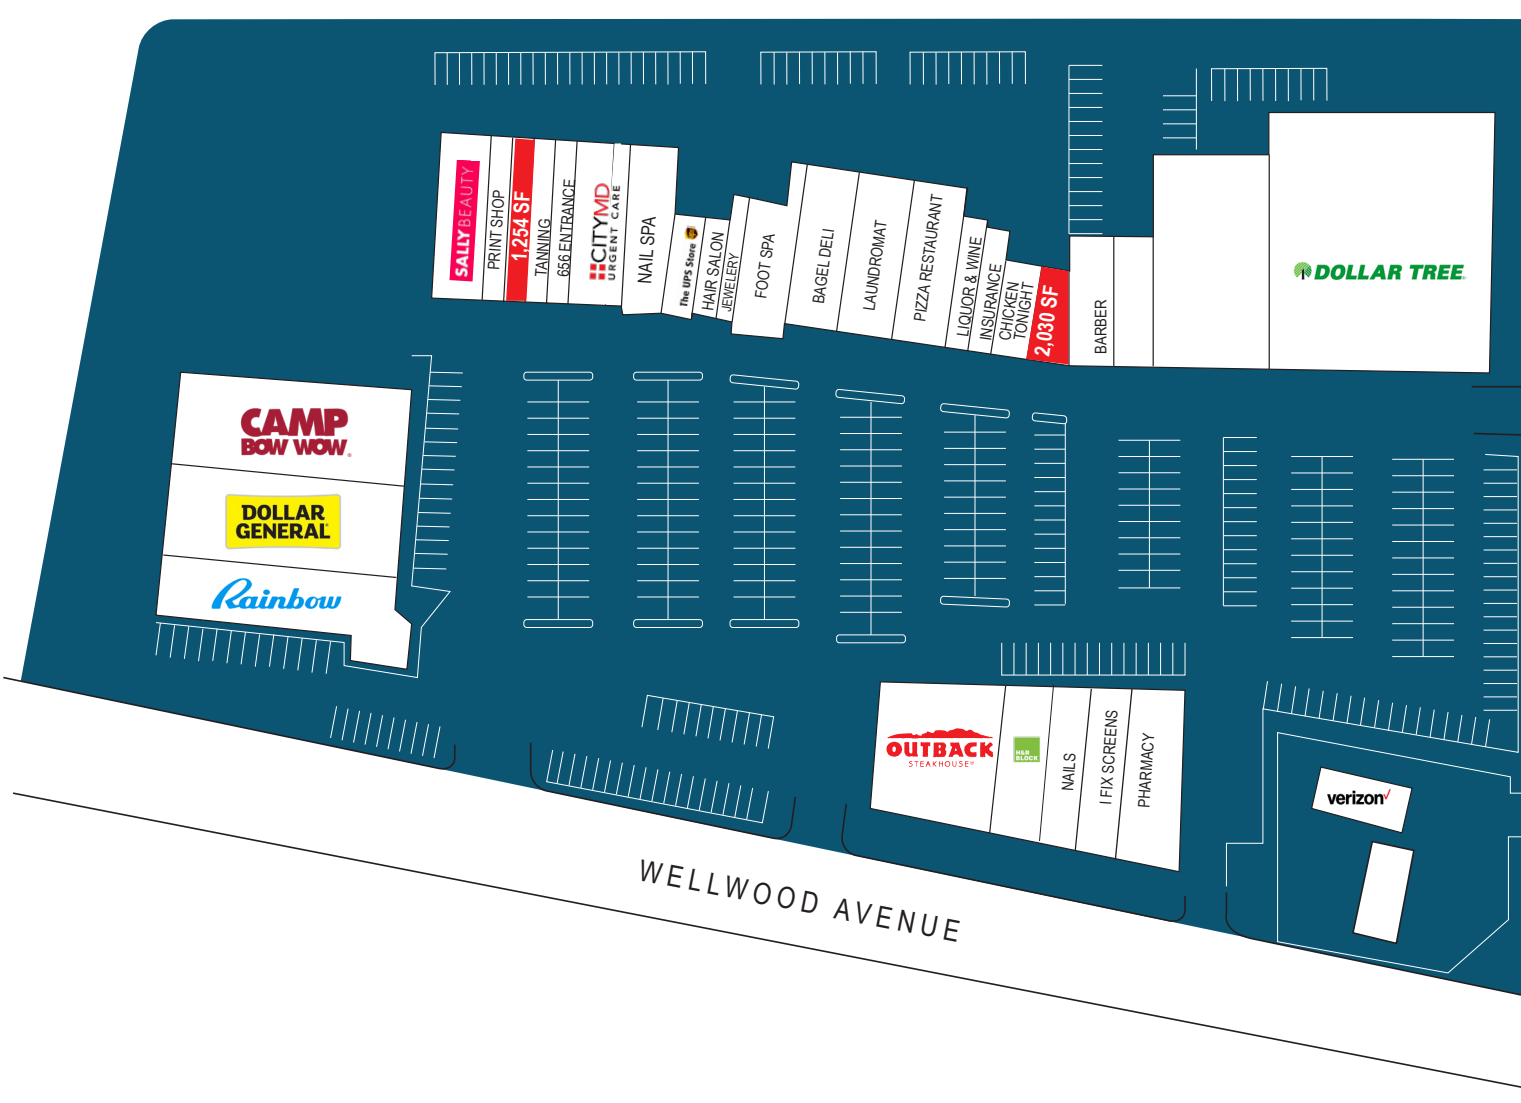 SALLY BEAUTY
PRINT SHOP
1,254 SF
TANNING
656 ENTRANCE
CITYMD
URGENT CARE
NAIL SPA
The UPS Store
HAIR SALON
JEWELERY
FOOT SPA
BAGEL DELI
LAUNDROMAT
PIZZA RESTAURANT
LIQUOR & WINE
INSURANCE
CHICKEN
TONIGHT
2,030 SF
BARBER
DOLLAR TREE
CAMP
BOW WOW®
DOLLAR
GENERAL
Rainbow
OUTBACK
STEAKHOUSE
H&R
BLOCK
NAILS
I FIX SCREENS
PHARMACY
verizon
WELLWOOD AVENUE